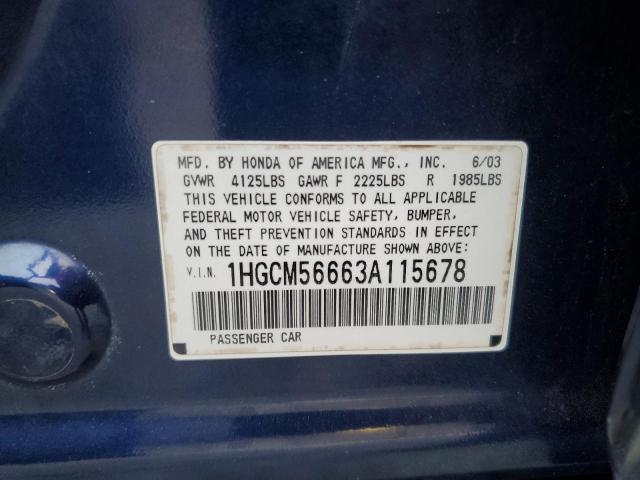 MFD. BY HONDA OF AMERICA MFG., INC. 6/03
GVWR 4125LBS GAWR F 2225LBS R 1985LBS
THIS VEHICLE CONFORMS TO ALL APPLICABLE
FEDERAL MOTOR VEHICLE SAFETY, BUMPER,
AND THEFT PREVENTION STANDARDS IN EFFECT
ON THE DATE OF MANUFACTURE SHOWN ABOVE:
V.I.N. 1HGCM56663A115678
PASSENGER CAR